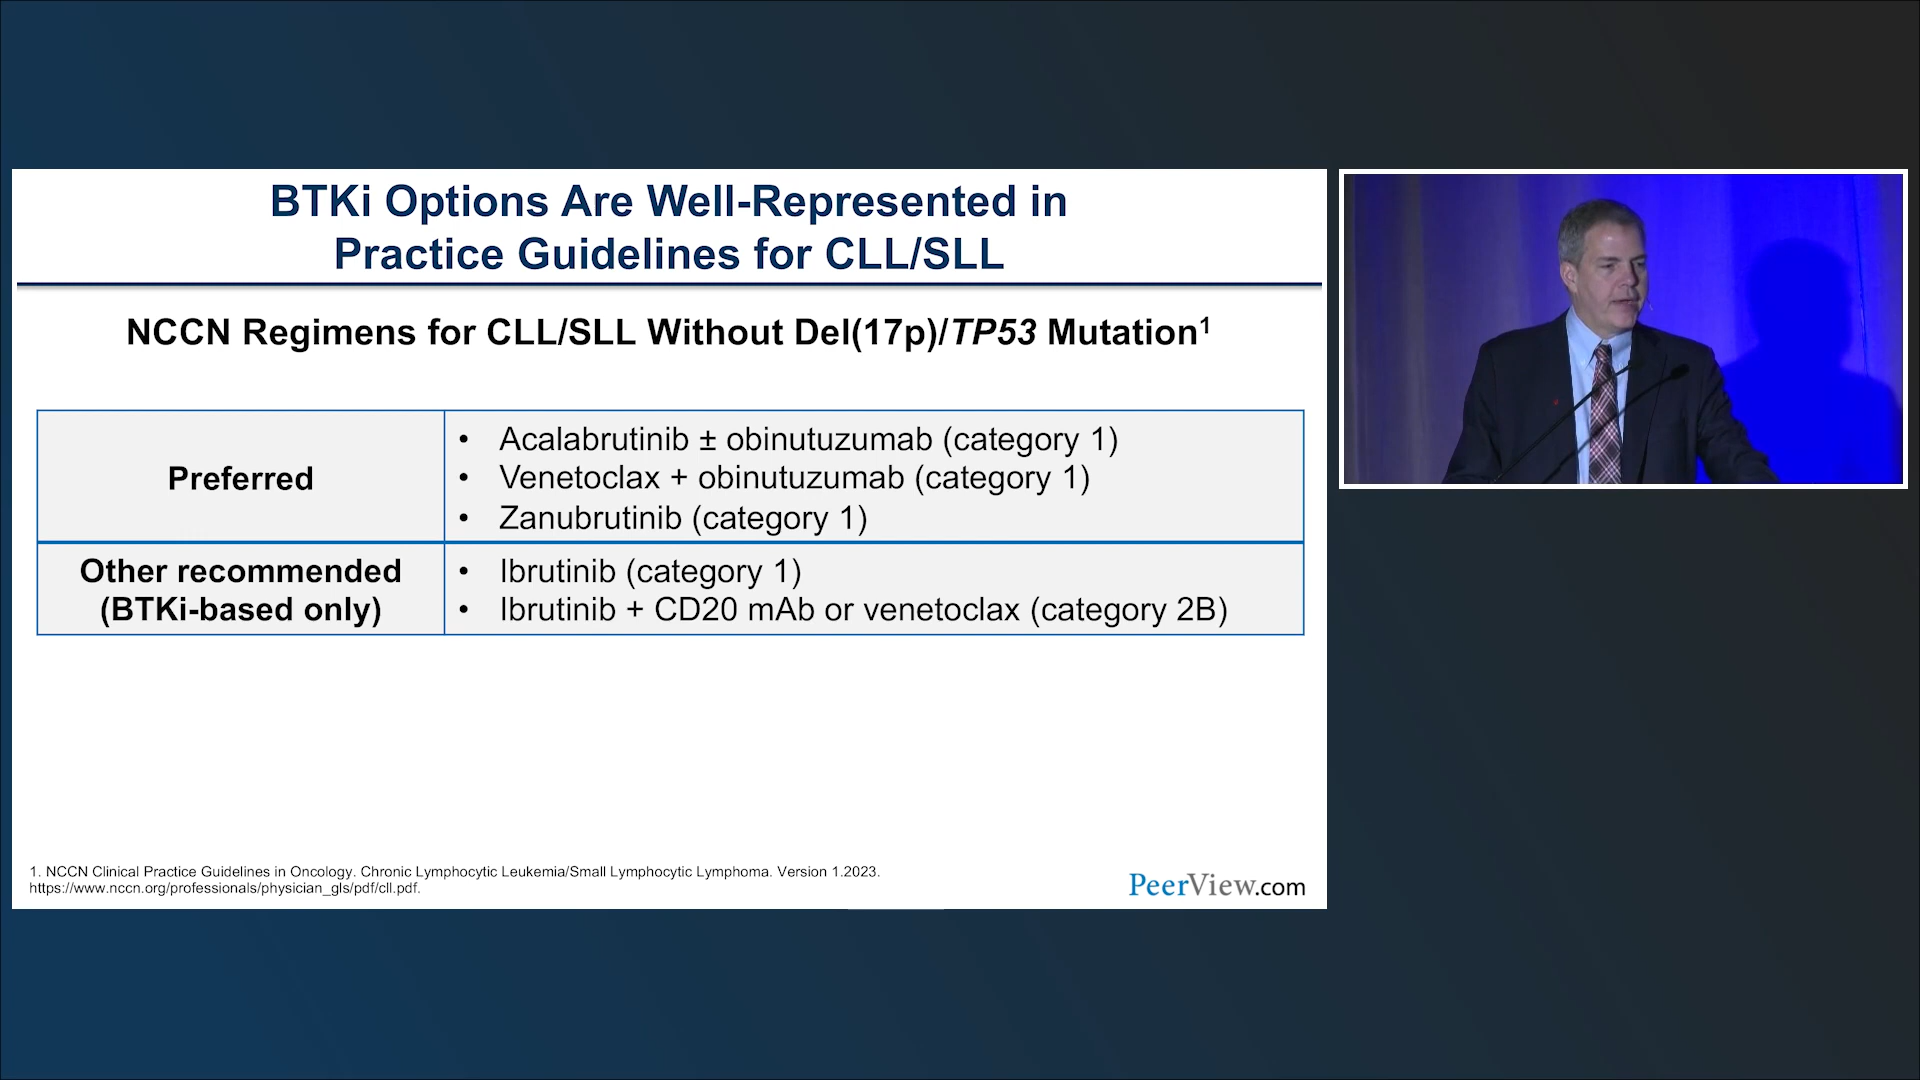 BTKi Options Are Well-Represented in
Practice Guidelines for CLL/SLL
NCCN Regimens for CLL/SLL Without Del(17p)/TP53 Mutation¹
Preferred
• Acalabrutinib ± obinutuzumab (category 1)
• Venetoclax + obinutuzumab (category 1)
• Zanubrutinib (category 1)
Other recommended
(BTKi-based only)
• Ibrutinib (category 1)
• Ibrutinib + CD20 mAb or venetoclax (category 2B)
1. NCCN Clinical Practice Guidelines in Oncology. Chronic Lymphocytic Leukemia/Small Lymphocytic Lymphoma. Version 1.2023.
https://www.nccn.org/professionals/physician_gls/pdf/cll.pdf.
PeerView.com